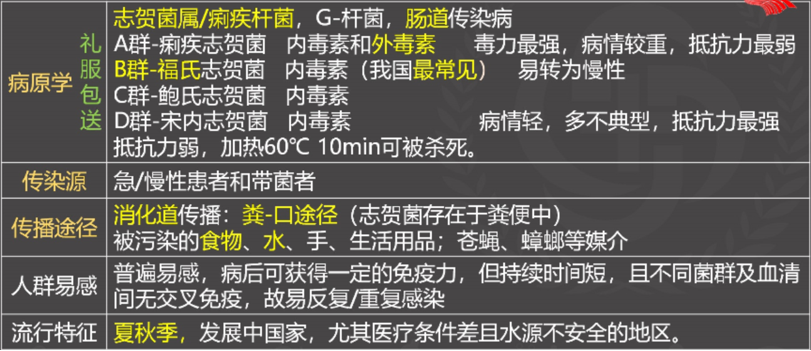 病原学
礼服包送
志贺菌属/痢疾杆菌，G-杆菌，肠道传染病
A群-痢疾志贺菌 内毒素和外毒素 毒力最强，病情较重，抵抗力最弱
B群-福氏志贺菌 内毒素（我国最常见） 易转为慢性
C群-鲍氏志贺菌 内毒素
D群-宋内志贺菌 内毒素 病情轻，多不典型，抵抗力最强
抵抗力弱，加热60℃ 10min可被杀死。
传染源
急/慢性患者和带菌者
传播途径
消化道传播：粪-口途径（志贺菌存在于粪便中）
被污染的食物、水、手、生活用品；苍蝇、蟑螂等媒介
人群易感
普遍易感，病后可获得一定的免疫力，但持续时间短，且不同菌群及血清
间无交叉免疫，故易反复/重复感染
流行特征
夏秋季，发展中国家，尤其医疗条件差且水源不安全的地区。